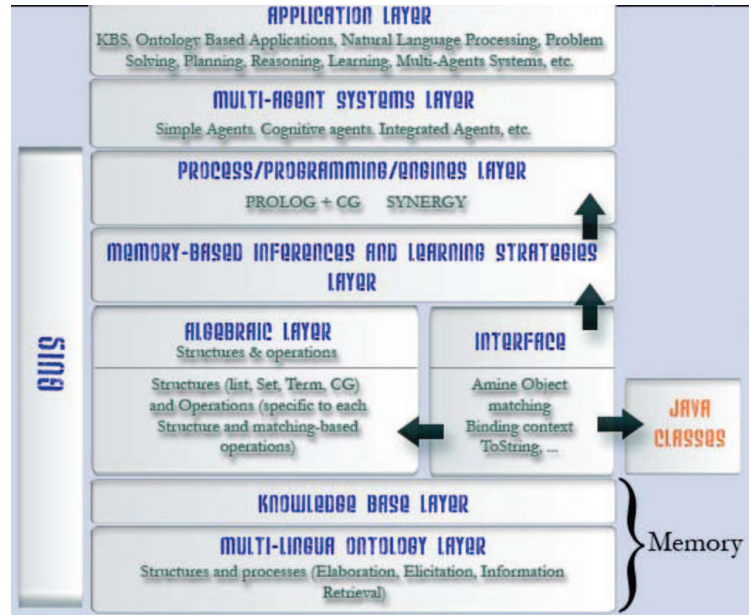 APPLICATION LAYER
KBS, Ontology Based Applications, Natural Language Processing, Problem
Solving, Planning, Reasoning, Learning, Multi-Agents Systems, etc.
MULTI-AGENT SYSTEMS LAYER
Simple Agents, Cognitive agents, Integrated Agents, etc.
PROCESS/PROGRAMMING/ENGINES LAYER
PROLOG + CG SYNERGY
MEMORY-BASED INFERENCES AND LEARNING STRATEGIES
LAYER
GUIS
ALGEBRAIC LAYER
Structures & operations
Structures (list, Set, Term, CG)
and Operations (specific to each
Structure and matching-based
operations)
INTERFACE
Amine Object
matching
Binding context
ToString, ...
JAVA
CLASSES
KNOWLEDGE BASE LAYER
MULTI-LINGUA ONTOLOGY LAYER
Structures and processes (Elaboration, Elicitation, Information
Retrieval)
Memory